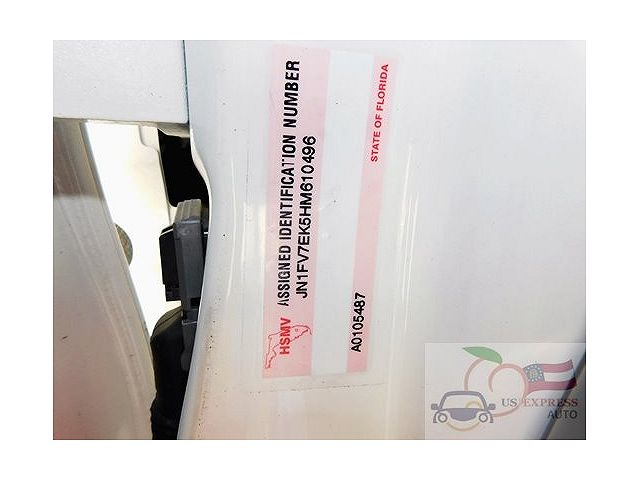 HSMV ASSIGNED IDENTIFICATION NUMBER
JN1FV7EK5HM610496
A0105487 STATE OF FLORIDA
US EXPRESS
AUTO